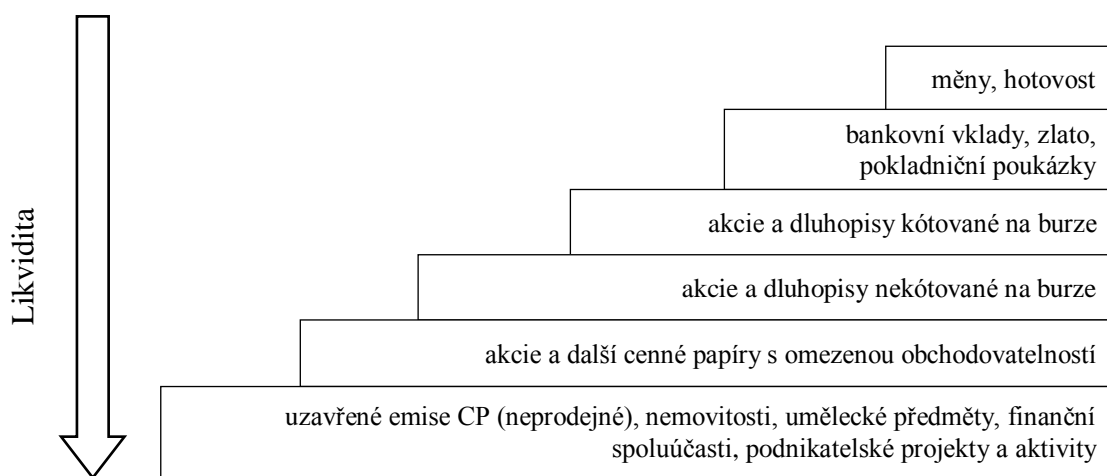 měny, hotovost
bankovní vklady, zlato,
pokladniční poukázky
akcie a dluhopisy kótované na burze
akcie a dluhopisy nekótované na burze
akcie a další cenné papíry s omezenou obchodovatelností
uzavřené emise CP (neprodejné), nemovitosti, umělecké předměty, finanční
spoluúčasti, podnikatelské projekty a aktivity
Likvidita